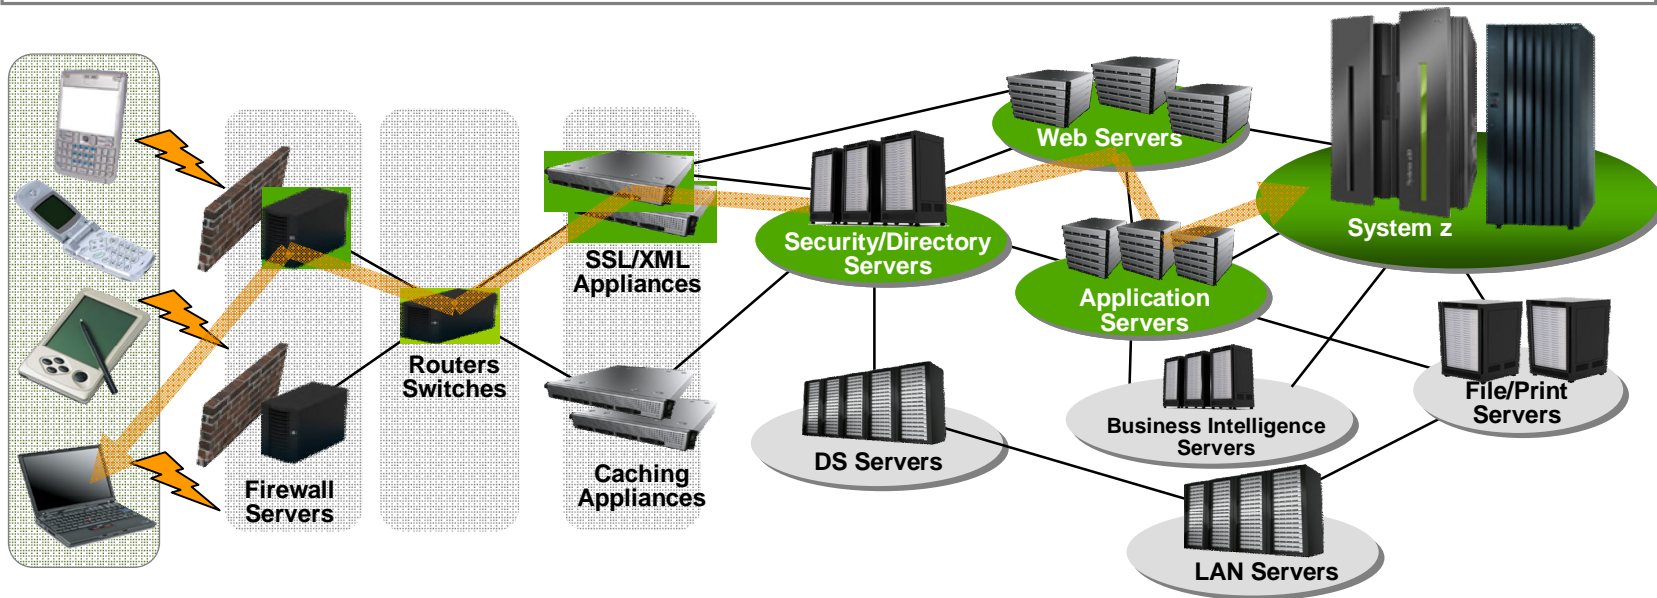 Web Servers
System z
Security/Directory
Servers
SSL/XML
Appliances
Application
Servers
Routers
Switches
File/Print
Servers
Business Intelligence
Servers
DS Servers
Caching
Appliances
Firewall
Servers
LAN Servers